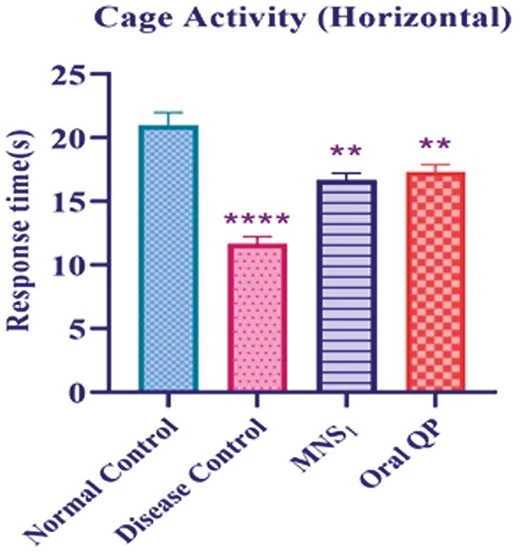 Cage Activity (Horizontal)
Response time(s)
25
20
15
10
5
0
****
**
**
Normal Control
Disease Control
MNS₁
Oral QP